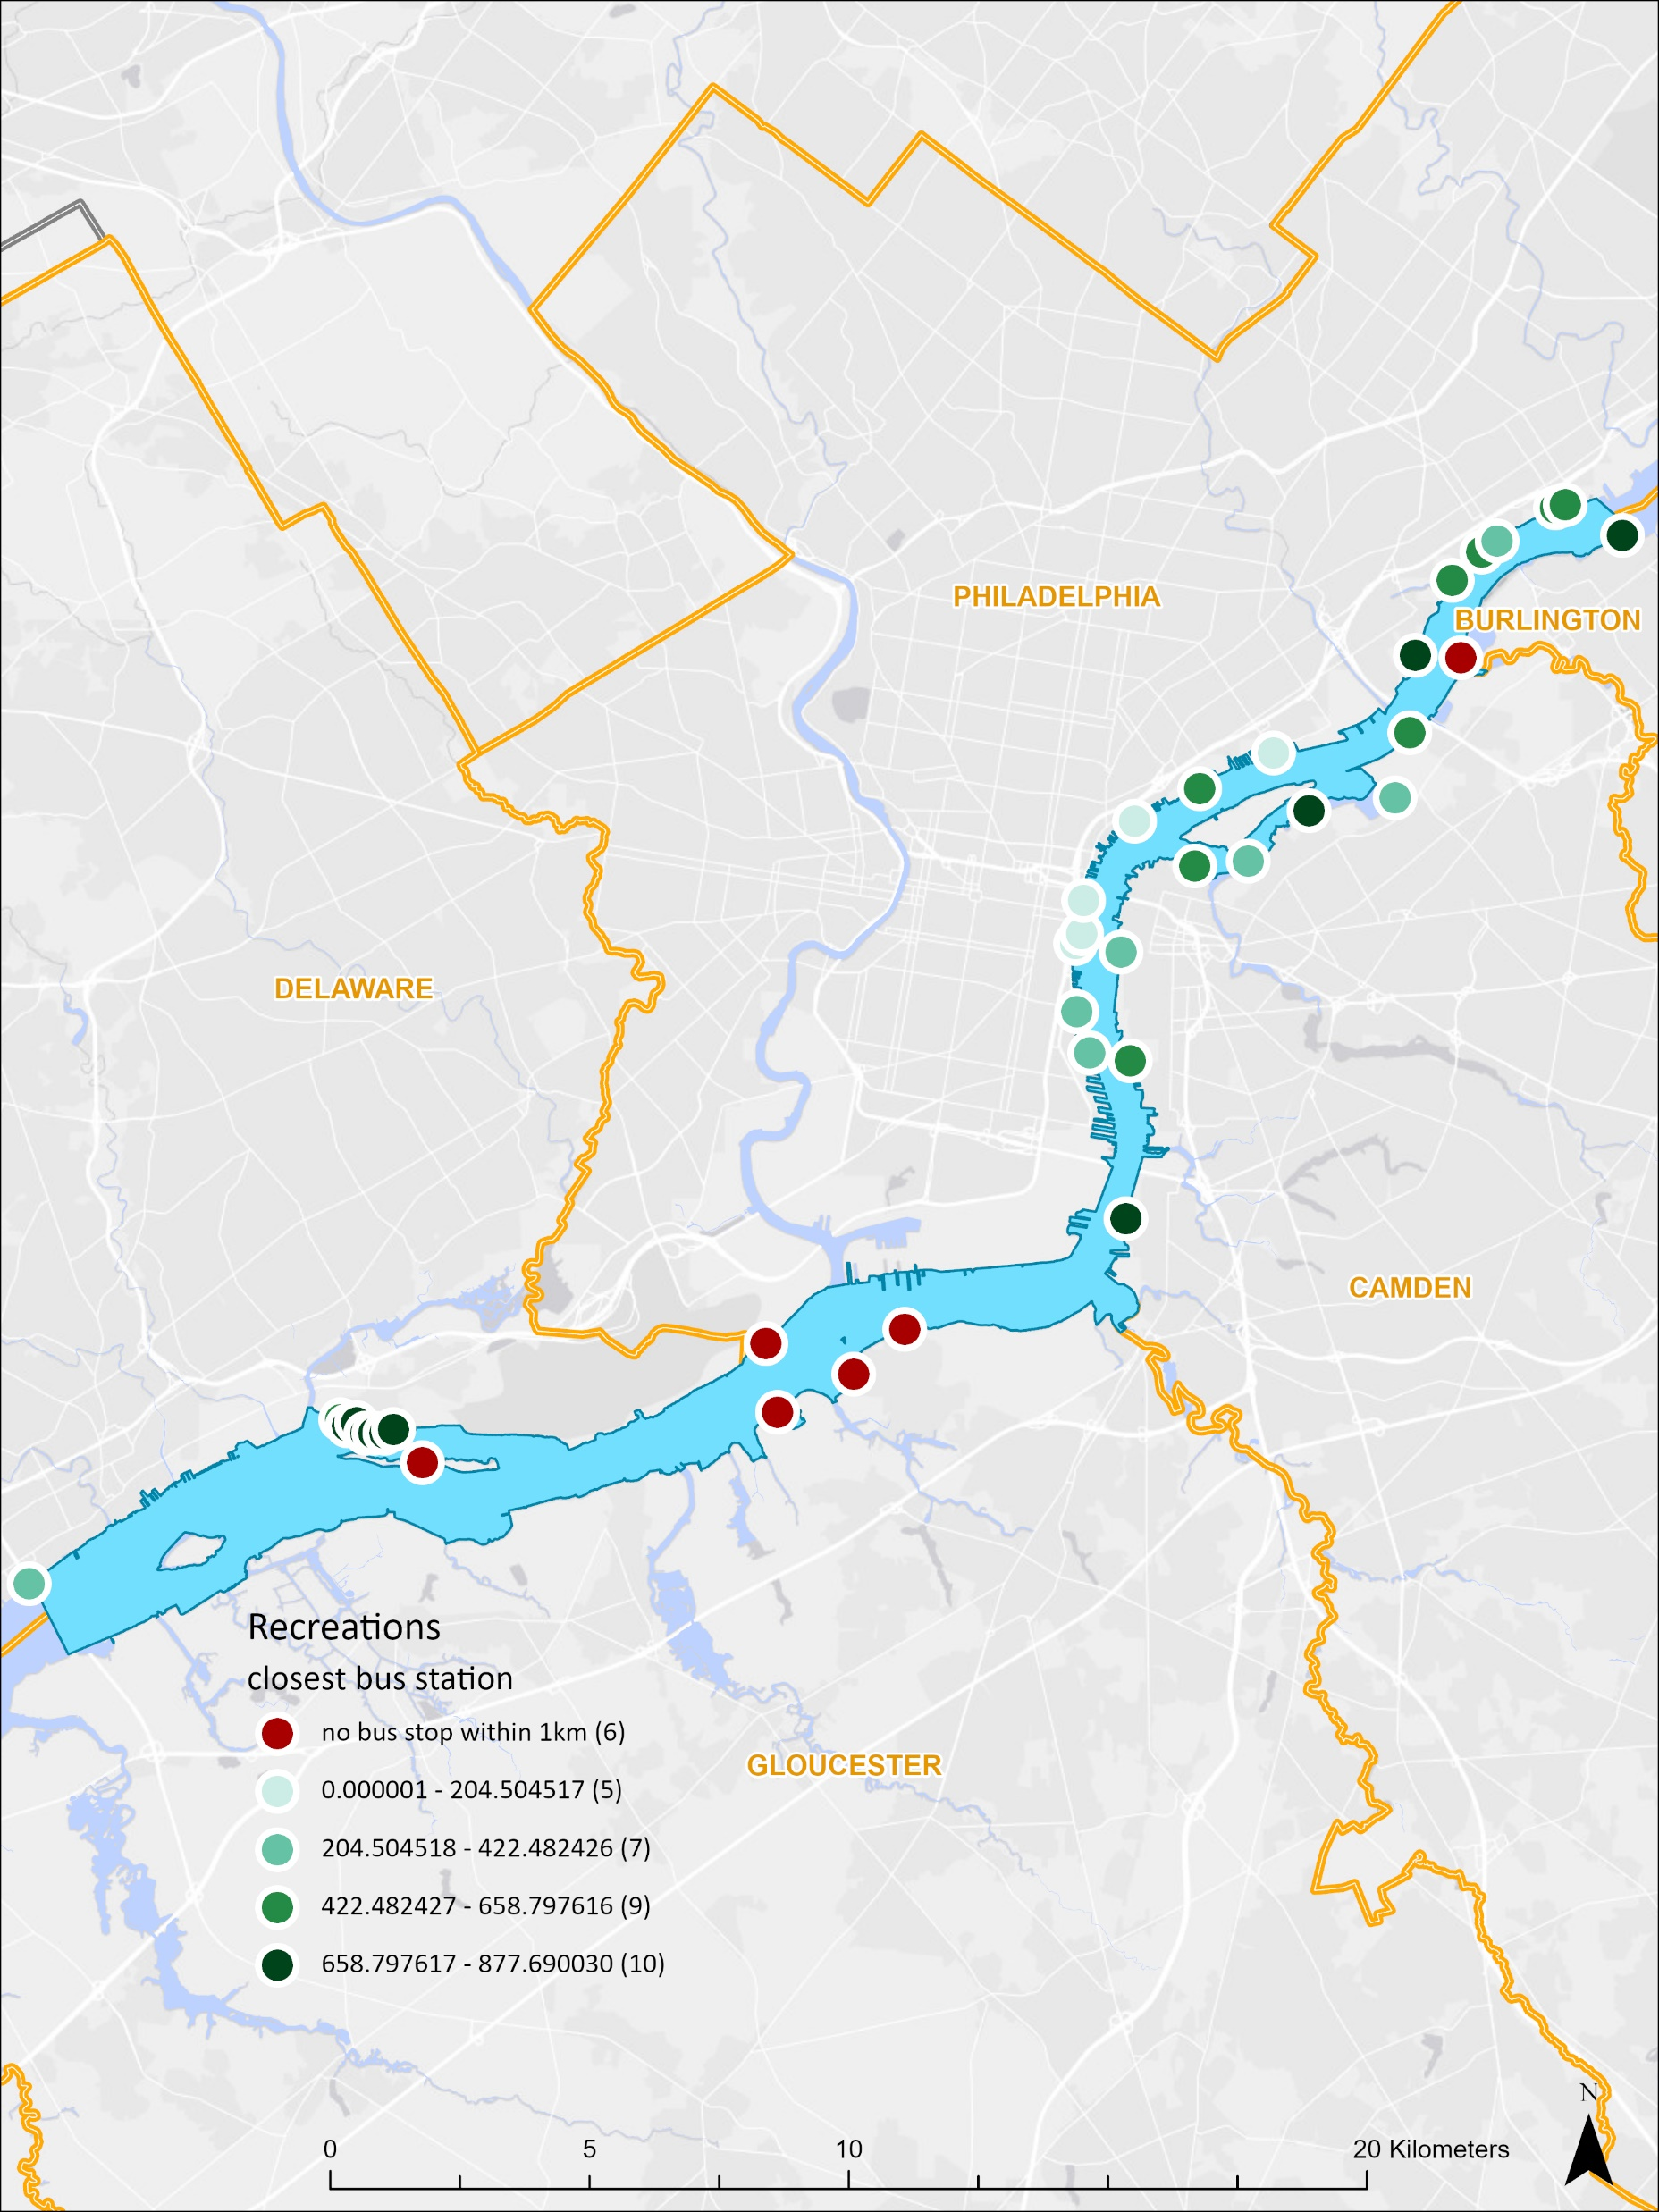 PHILADELPHIA
BURLINGTON
DELAWARE
CAMDEN
Recreations
closest bus station
no bus stop within 1km (6)
GLOUCESTER
0.000001 - 204.504517 (5)
204.504518 - 422.482426 (7)
422.482427 - 658.797616 (9)
658.797617 - 877.690030 (10)
N
0 5 10 20 Kilometers